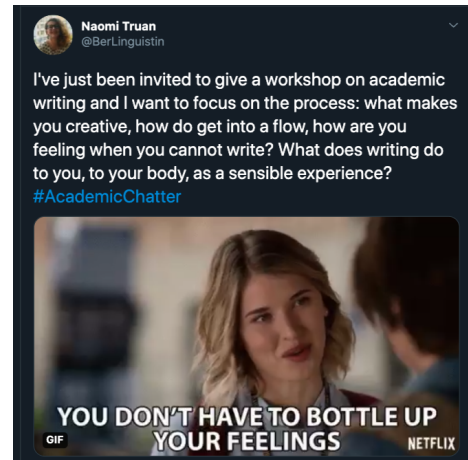 Naomi Truan
@BerLinguistin
I've just been invited to give a workshop on academic
writing and I want to focus on the process: what makes
you creative, how do get into a flow, how are you
feeling when you cannot write? What does writing do
to you, to your body, as a sensible experience?
#AcademicChatter
YOU DON'T HAVE TO BOTTLE UP
YOUR FEELINGS
GIF
NETFLIX